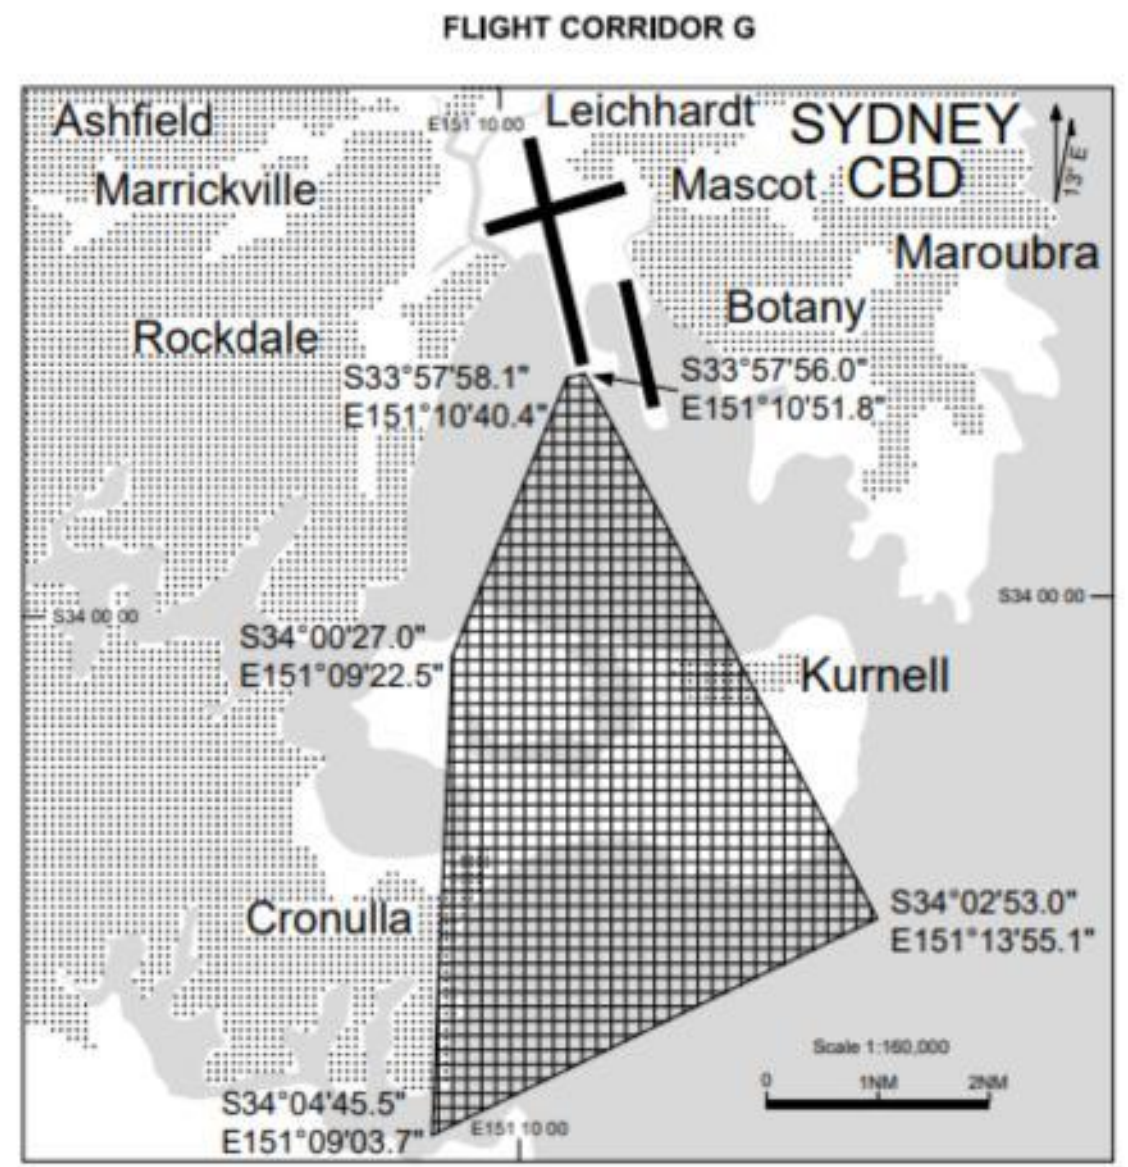 FLIGHT CORRIDOR G
Ashfield
E151 10 00
Leichhardt
SYDNEY
CBD
13° E
Marrickville
Mascot
Maroubra
Botany
Rockdale
S33°57'58.1"
E151°10'40.4"
S33°57'56.0"
E151°10'51.8"
S34 00 00
S34 00 00
S34°00'27.0"
E151°09'22.5"
Kurnell
Cronulla
S34°02'53.0"
E151°13'55.1"
Scale 1:160,000
0 1NM 2NM
S34°04'45.5"
E151°09'03.7"
E151 10 00